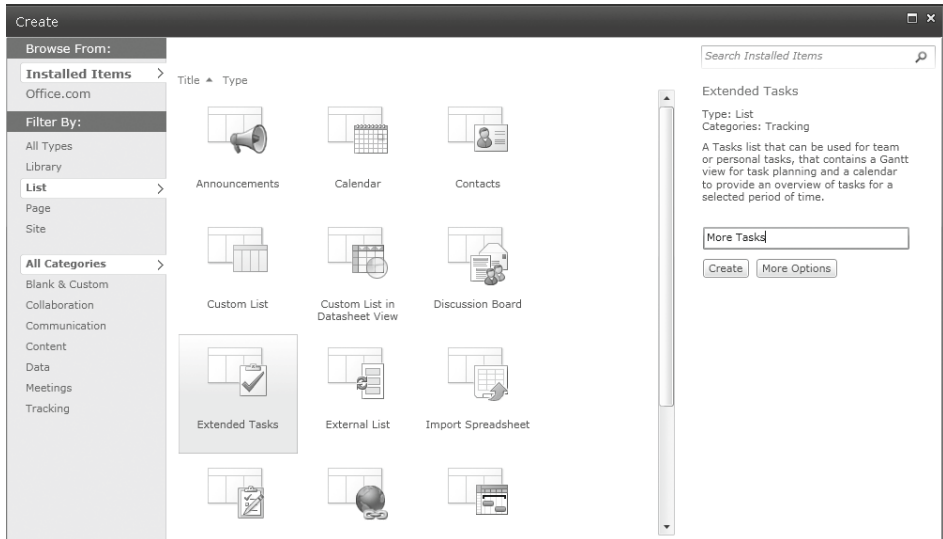 Create
Browse From:
Installed Items
Office.com
Filter By:
All Types
Library
List
Page
Site
All Categories
Blank & Custom
Collaboration
Communication
Content
Data
Meetings
Tracking
Title Type
Announcements
Calendar
Contacts
Custom List
Custom List in
Datasheet View
Discussion Board
Extended Tasks
External List
Import Spreadsheet
Search Installed Items
Extended Tasks
Type: List
Categories: Tracking
A Tasks list that can be used for team
or personal tasks, that contains a Gantt
view for task planning and a calendar
to provide an overview of tasks for a
selected period of time.
More Tasks
Create More Options